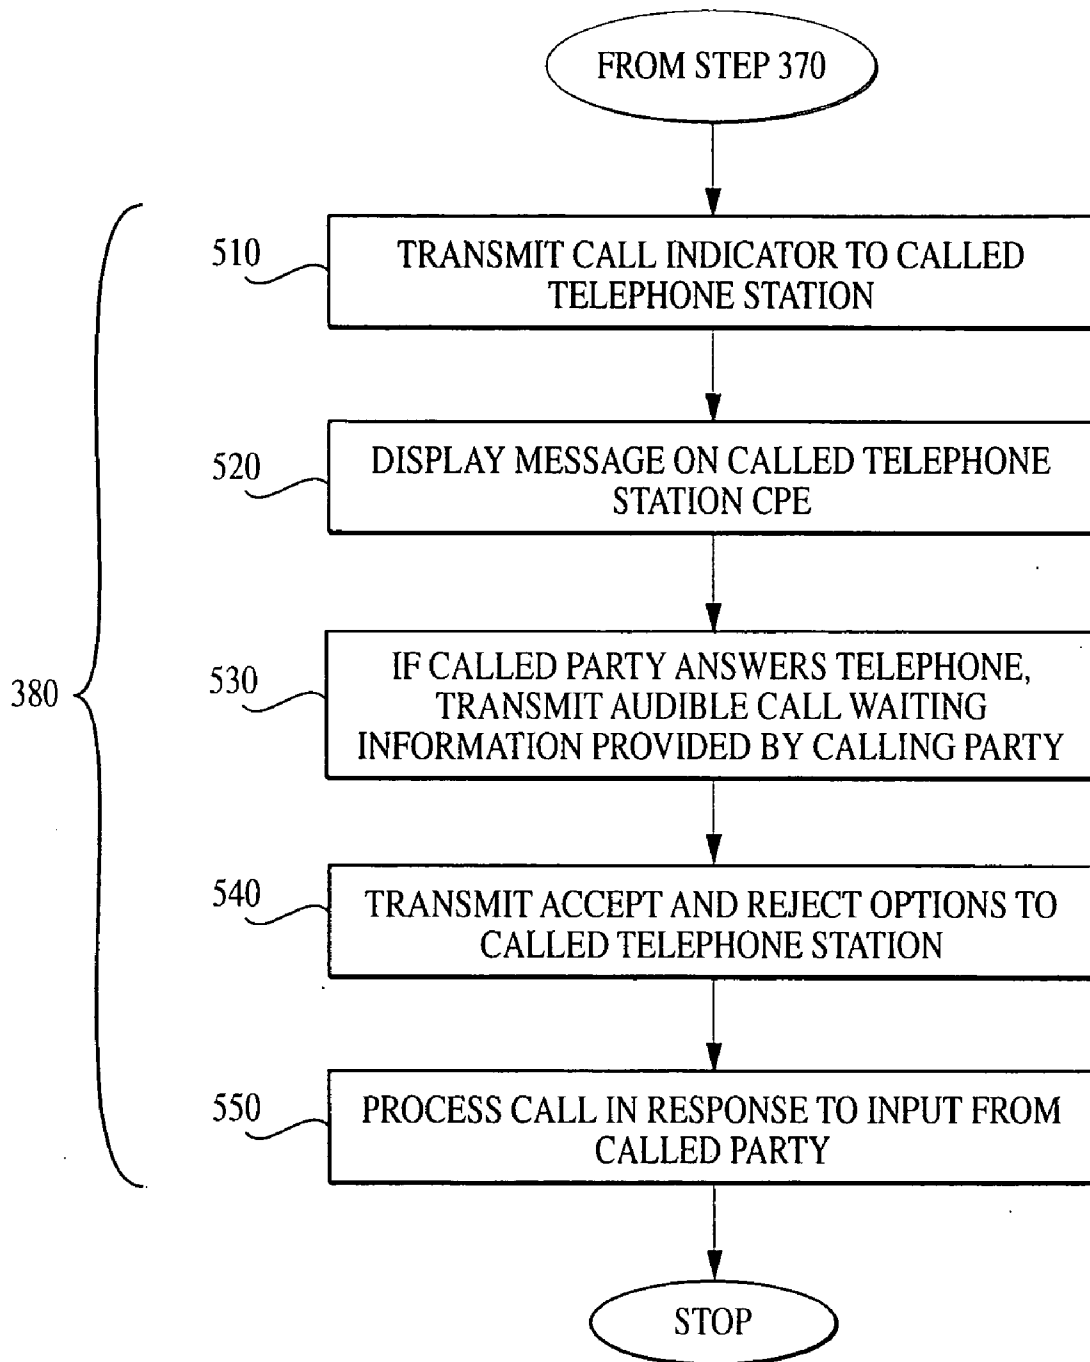 FROM STEP 370
510
TRANSMIT CALL INDICATOR TO CALLED
TELEPHONE STATION
520
DISPLAY MESSAGE ON CALLED TELEPHONE
STATION CPE
380
530
IF CALLED PARTY ANSWERS TELEPHONE,
TRANSMIT AUDIBLE CALL WAITING
INFORMATION PROVIDED BY CALLING PARTY
540
TRANSMIT ACCEPT AND REJECT OPTIONS TO
CALLED TELEPHONE STATION
550
PROCESS CALL IN RESPONSE TO INPUT FROM
CALLED PARTY
STOP